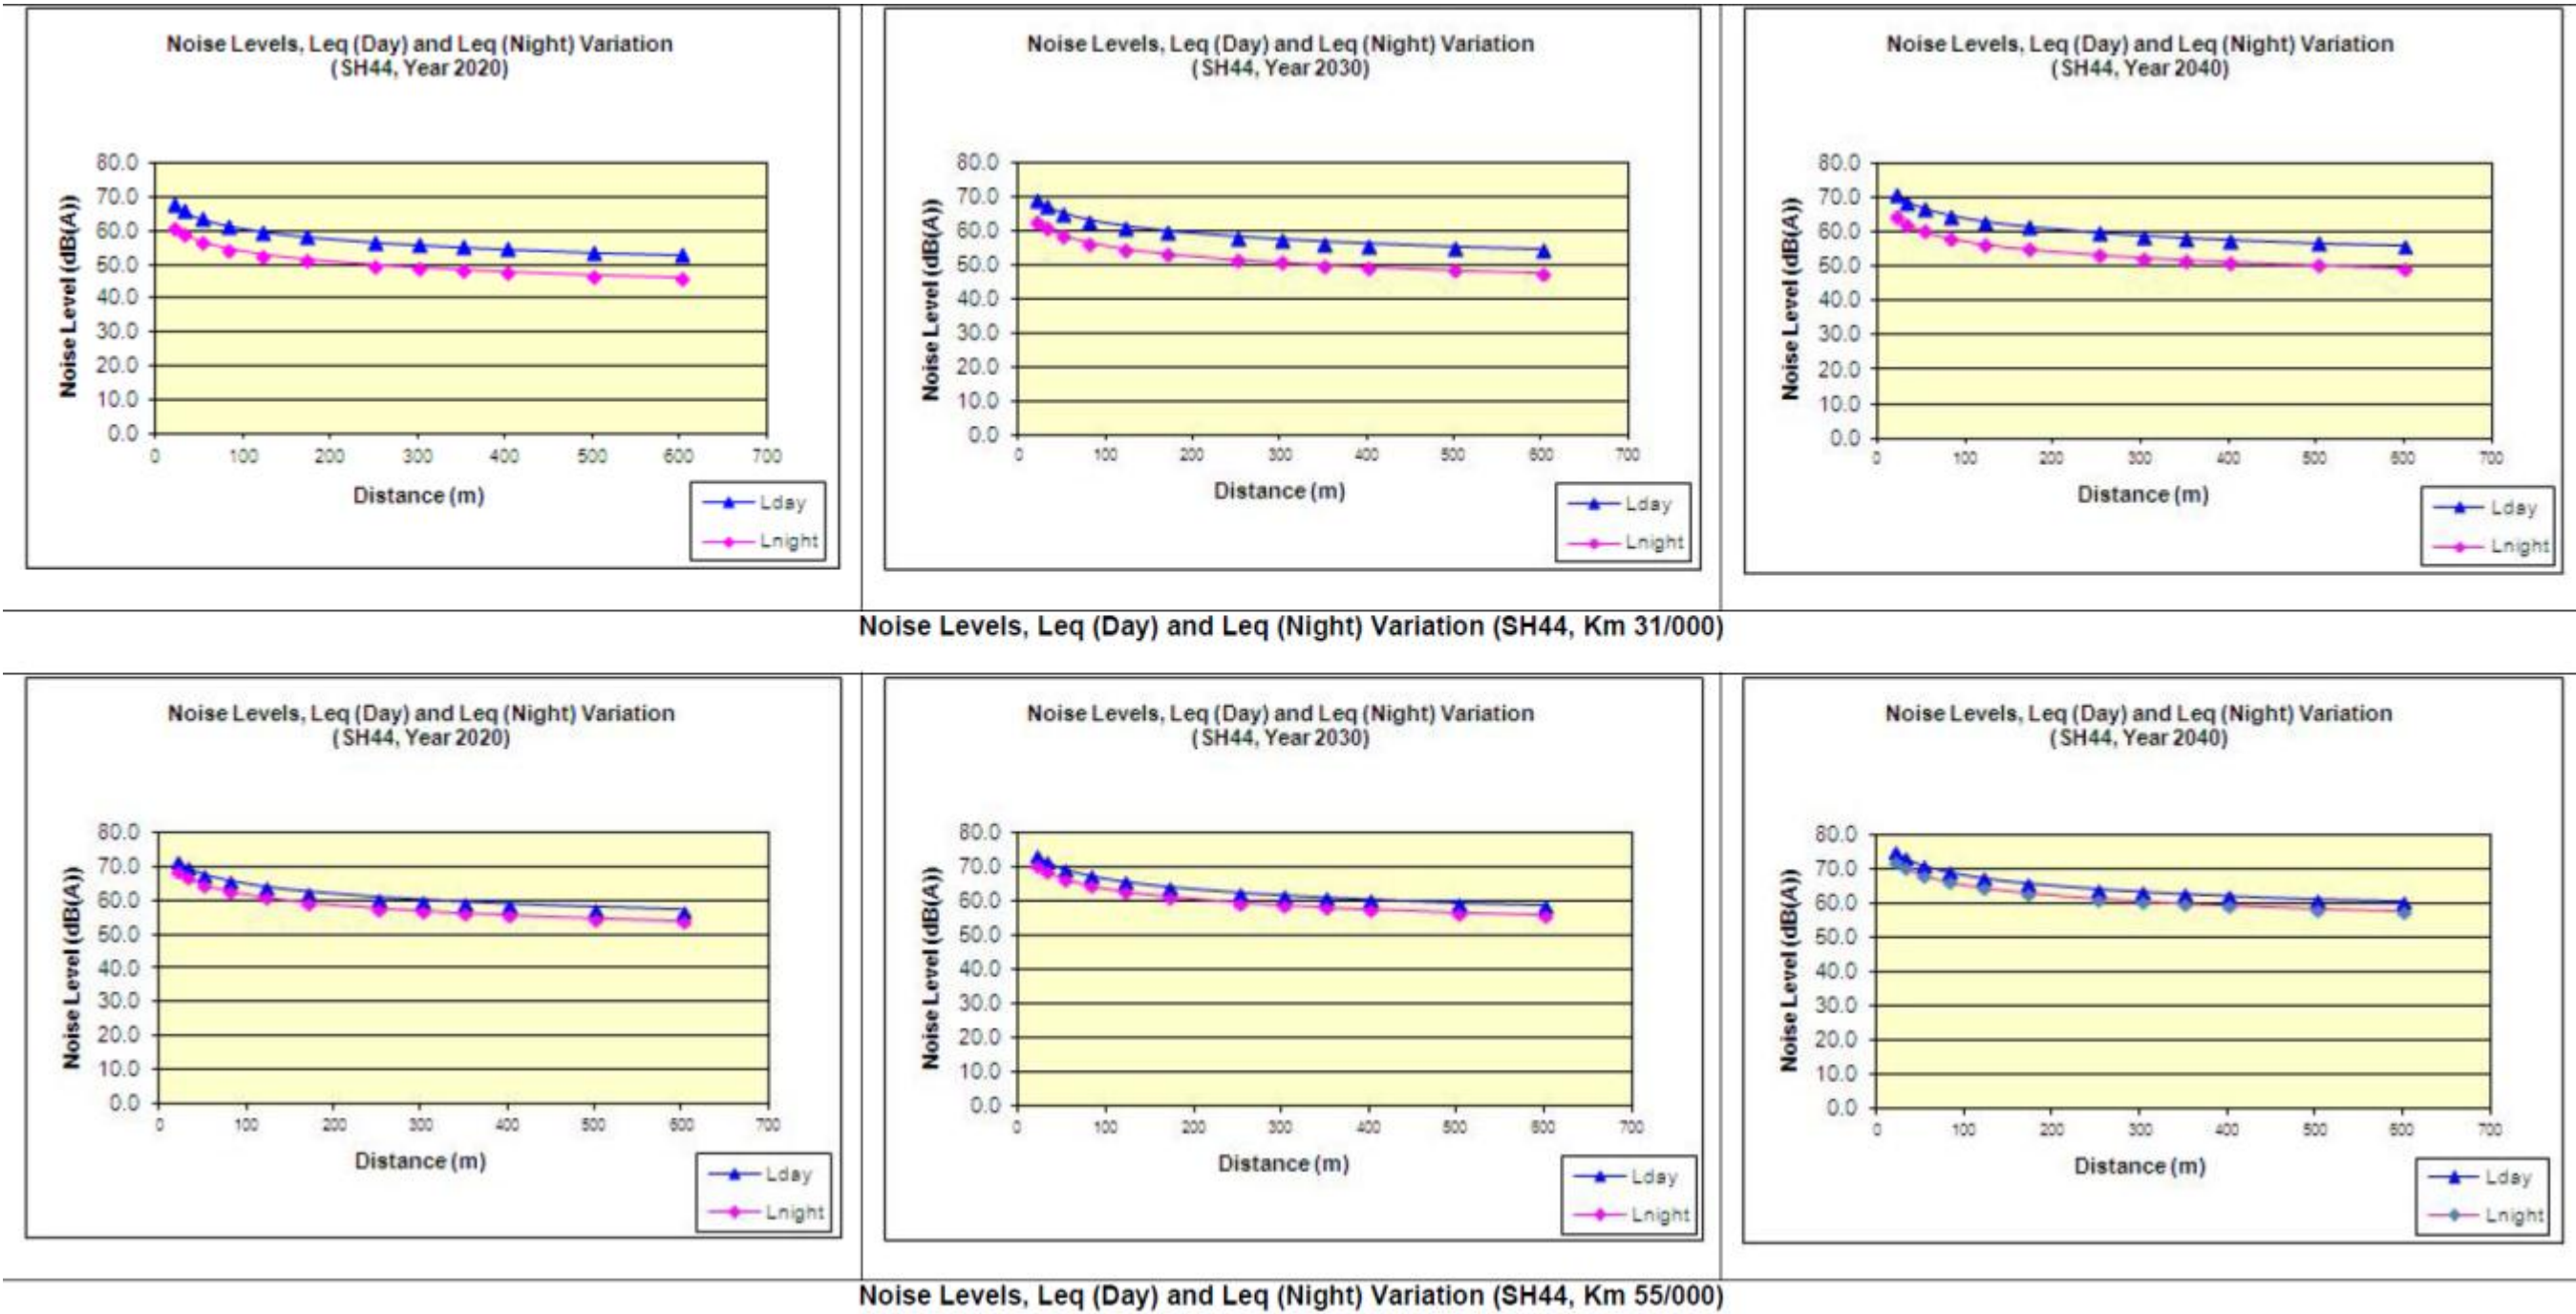 Noise Levels, Leq (Day) and Leq (Night) Variation
(SH44, Year 2020)
Noise Level (dB(A))
80.0
70.0
60.0
50.0
40.0
30.0
20.0
10.0
0.0
0 100 200 300 400 500 600 700
Distance (m)
Lday
Lnight
Noise Levels, Leq (Day) and Leq (Night) Variation
(SH44, Year 2030)
Noise Level (dB(A))
80.0
70.0
60.0
50.0
40.0
30.0
20.0
10.0
0.0
0 100 200 300 400 500 600 700
Distance (m)
Lday
Lnight
Noise Levels, Leq (Day) and Leq (Night) Variation
(SH44, Year 2040)
Noise Level (dB(A))
80.0
70.0
60.0
50.0
40.0
30.0
20.0
10.0
0.0
0 100 200 300 400 500 600 700
Distance (m)
Lday
Lnight
Noise Levels, Leq (Day) and Leq (Night) Variation (SH44, Km 31/000)
Noise Levels, Leq (Day) and Leq (Night) Variation
(SH44, Year 2020)
Noise Level (dB(A))
80.0
70.0
60.0
50.0
40.0
30.0
20.0
10.0
0.0
0 100 200 300 400 500 600 700
Distance (m)
Lday
Lnight
Noise Levels, Leq (Day) and Leq (Night) Variation
(SH44, Year 2030)
Noise Level (dB(A))
80.0
70.0
60.0
50.0
40.0
30.0
20.0
10.0
0.0
0 100 200 300 400 500 600 700
Distance (m)
Lday
Lnight
Noise Levels, Leq (Day) and Leq (Night) Variation
(SH44, Year 2040)
Noise Level (dB(A))
80.0
70.0
60.0
50.0
40.0
30.0
20.0
10.0
0.0
0 100 200 300 400 500 600 700
Distance (m)
Lday
Lnight
Noise Levels, Leq (Day) and Leq (Night) Variation (SH44, Km 55/000)